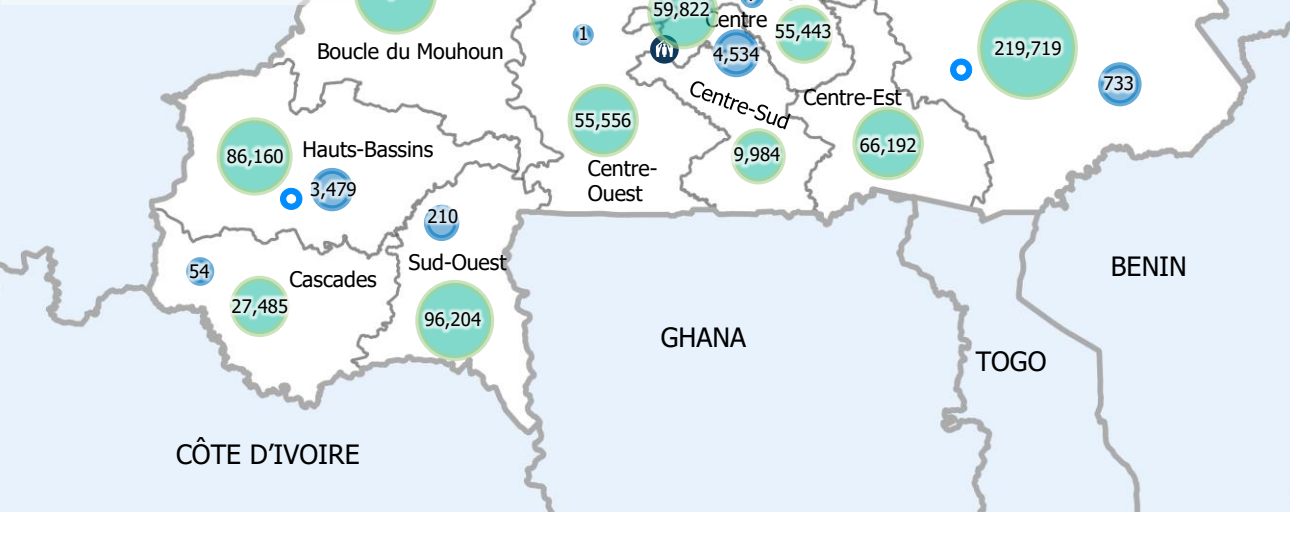 59,822
Centre
55,443
1
Boucle du Mouhoun
4,534
219,719
733
Centre-Sud
Centre-Est
55,556
86,160
Hauts-Bassins
9,984
66,192
3,479
Centre-
Ouest
210
Sud-Ouest
54
Cascades
BENIN
27,485
96,204
GHANA
TOGO
CÔTE D'IVOIRE